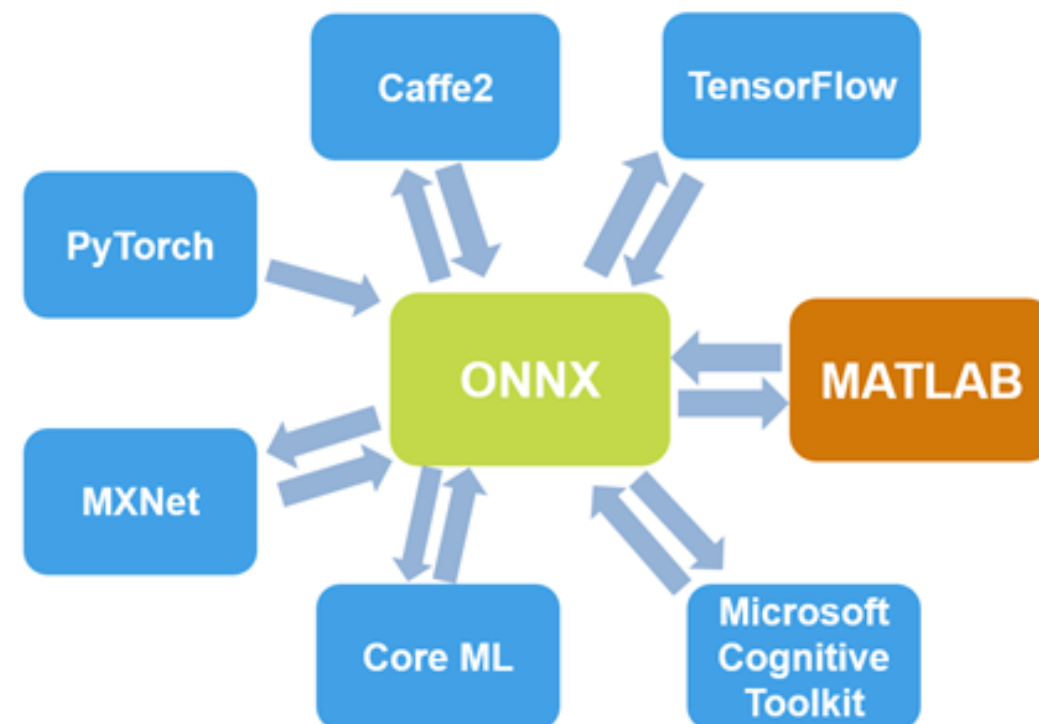 Caffe2
TensorFlow
PyTorch
ONNX
MATLAB
MXNet
Core ML
Microsoft
Cognitive
Toolkit